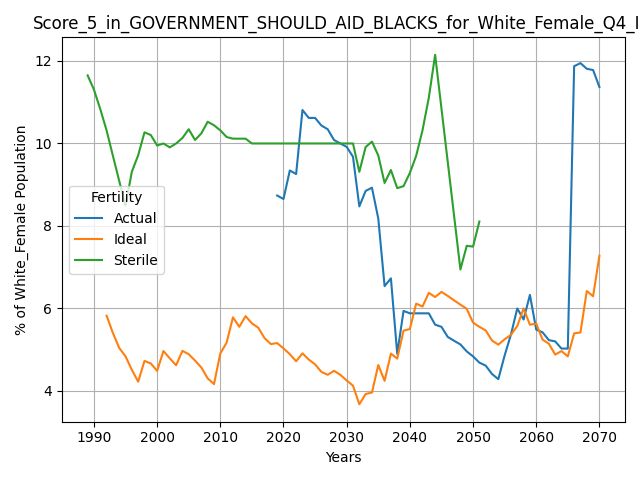 Score_5_in_GOVERNMENT_SHOULD_AID_BLACKS_for_White_Female_Q4_I
12
10
8
6
4
% of White_Female Population
Fertility
Actual
Ideal
Sterile
1990 2000 2010 2020 2030 2040 2050 2060 2070
Years